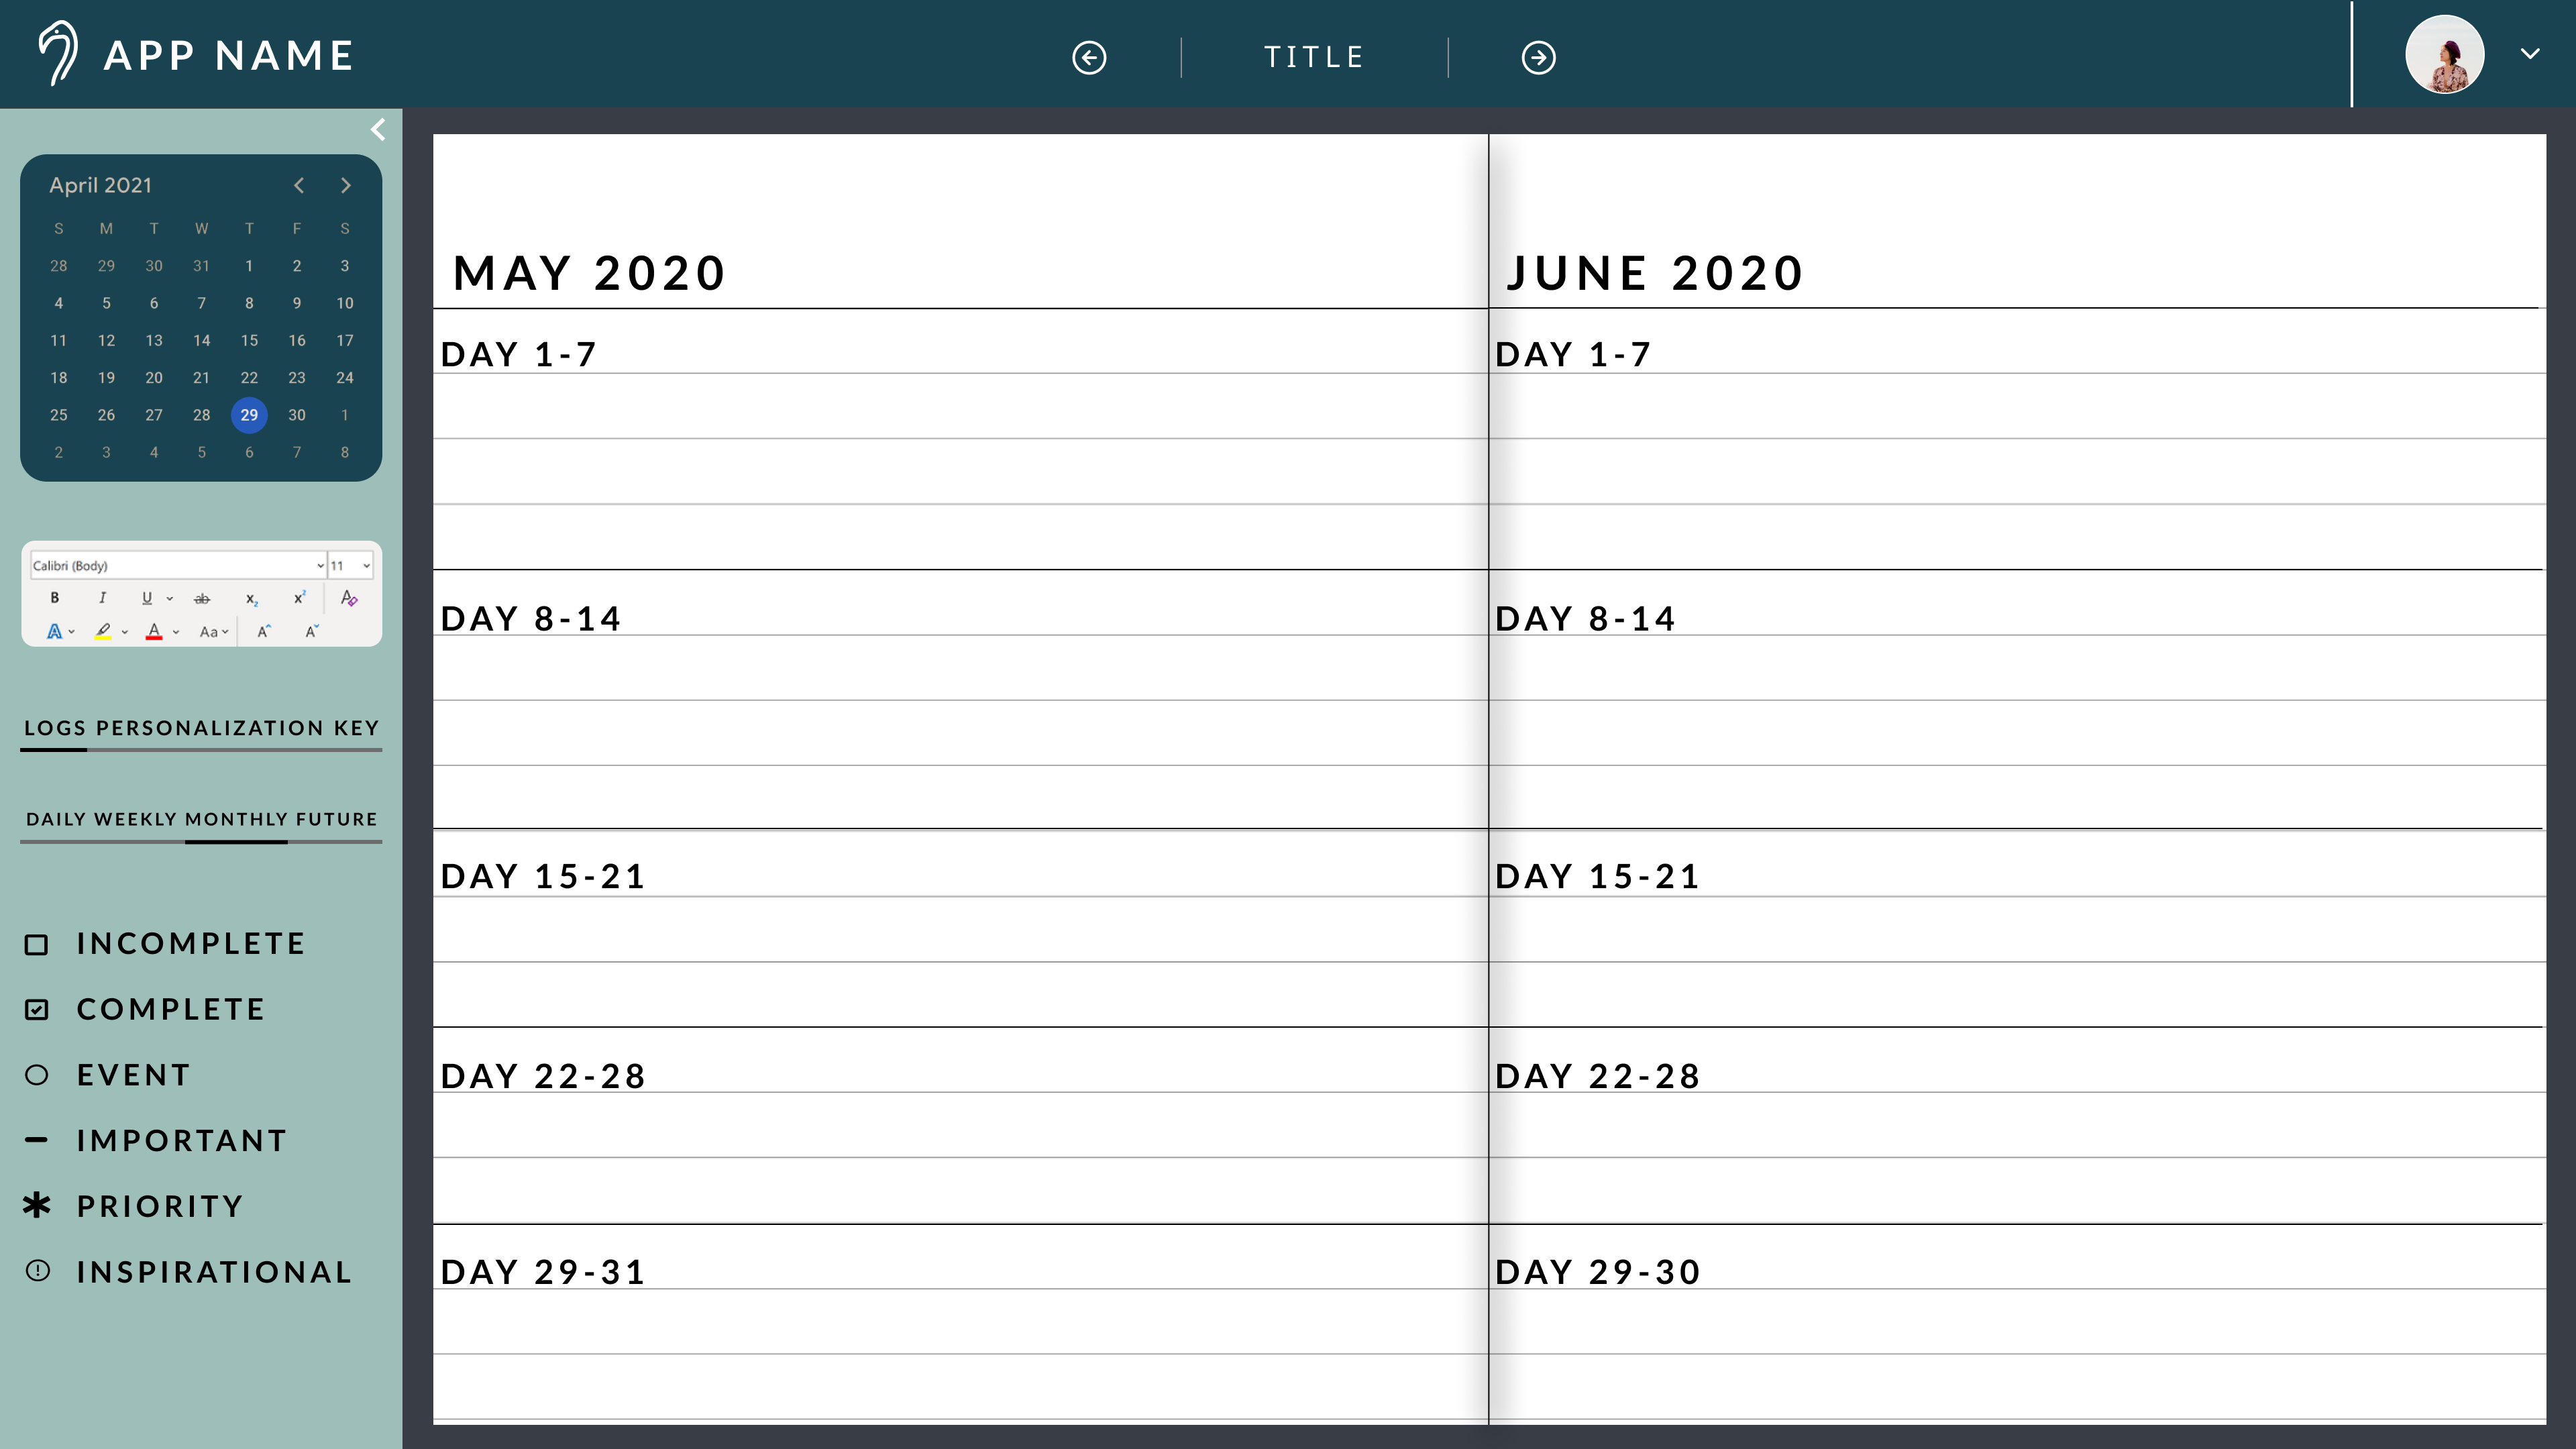 APP NAME
TITLE
April 2021
S M T W T F S
28 29 30 31 1 2 3
4 5 6 7 8 9 10
11 12 13 14 15 16 17
18 19 20 21 22 23 24
25 26 27 28 29 30 1
2 3 4 5 6 7 8
Calibri (Body) 11
B I U ab x2 x2 A
A A Aa A A
LOGS PERSONALIZATION KEY
DAILY WEEKLY MONTHLY FUTURE
INCOMPLETE
COMPLETE
EVENT
IMPORTANT
PRIORITY
INSPIRATIONAL
MAY 2020
DAY 1-7
DAY 8-14
DAY 15-21
DAY 22-28
DAY 29-31
JUNE 2020
DAY 1-7
DAY 8-14
DAY 15-21
DAY 22-28
DAY 29-30